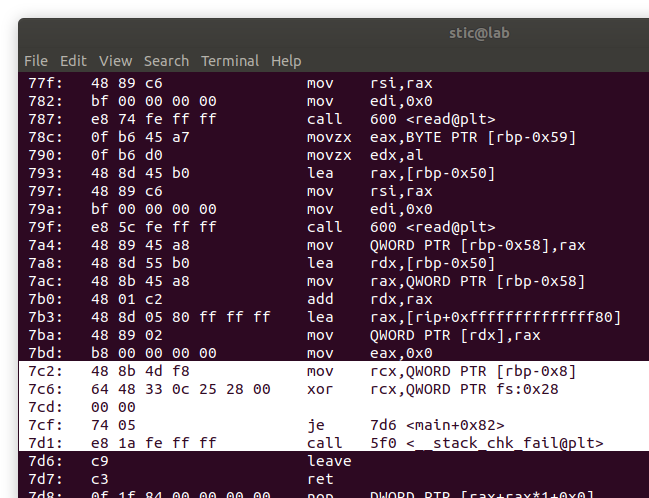 stic@lab
File Edit View Search Terminal Help
77f: 48 89 c6 mov rsi,rax
782: bf 00 00 00 00 mov edi,0x0
787: e8 74 fe ff ff call 600 <read@plt>
78c: 0f b6 45 a7 movzx eax,BYTE PTR [rbp-0x59]
790: 0f b6 d0 movzx edx,al
793: 48 8d 45 b0 lea rax,[rbp-0x50]
797: 48 89 c6 mov rsi,rax
79a: bf 00 00 00 00 mov edi,0x0
79f: e8 5c fe ff ff call 600 <read@plt>
7a4: 48 89 45 a8 mov QWORD PTR [rbp-0x58],rax
7a8: 48 8d 55 b0 lea rdx,[rbp-0x50]
7ac: 48 8b 45 a8 mov rax,QWORD PTR [rbp-0x58]
7b0: 48 01 c2 add rdx,rax
7b3: 48 8d 05 80 ff ff ff lea rax,[rip+0xffffffffffffff80]
7ba: 48 89 02 mov QWORD PTR [rdx],rax
7bd: b8 00 00 00 00 mov eax,0x0
7c2: 48 8b 4d f8 mov rcx,QWORD PTR [rbp-0x8]
7c6: 64 48 33 0c 25 28 00 xor rcx,QWORD PTR fs:0x28
7cd: 00 00
7cf: 74 05 je 7d6 <main+0x82>
7d1: e8 1a fe ff ff call 5f0 <__stack_chk_fail@plt>
7d6: c9 leave
7d7: c3 ret
7d8: 0f 1f 84 00 00 00 00 nop DWORD PTR [rax+rax*1+0x0]